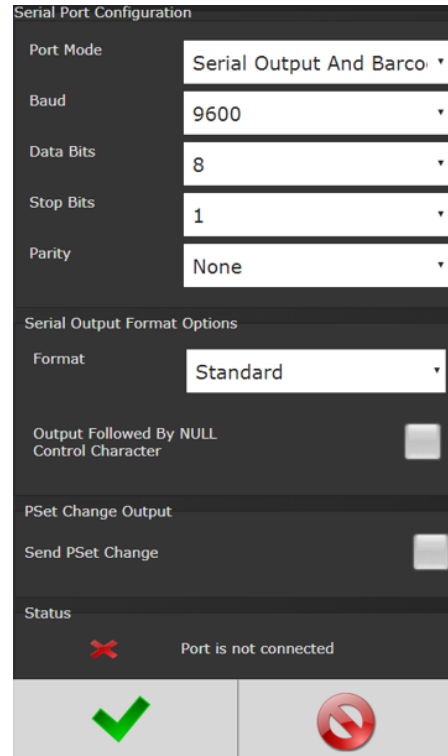 Serial Port Configuration
Port Mode
Serial Output And Barco
Baud
9600
Data Bits
8
Stop Bits
1
Parity
None
Serial Output Format Options
Format
Standard
Output Followed By NULL
Control Character
PSet Change Output
Send PSet Change
Status
Port is not connected